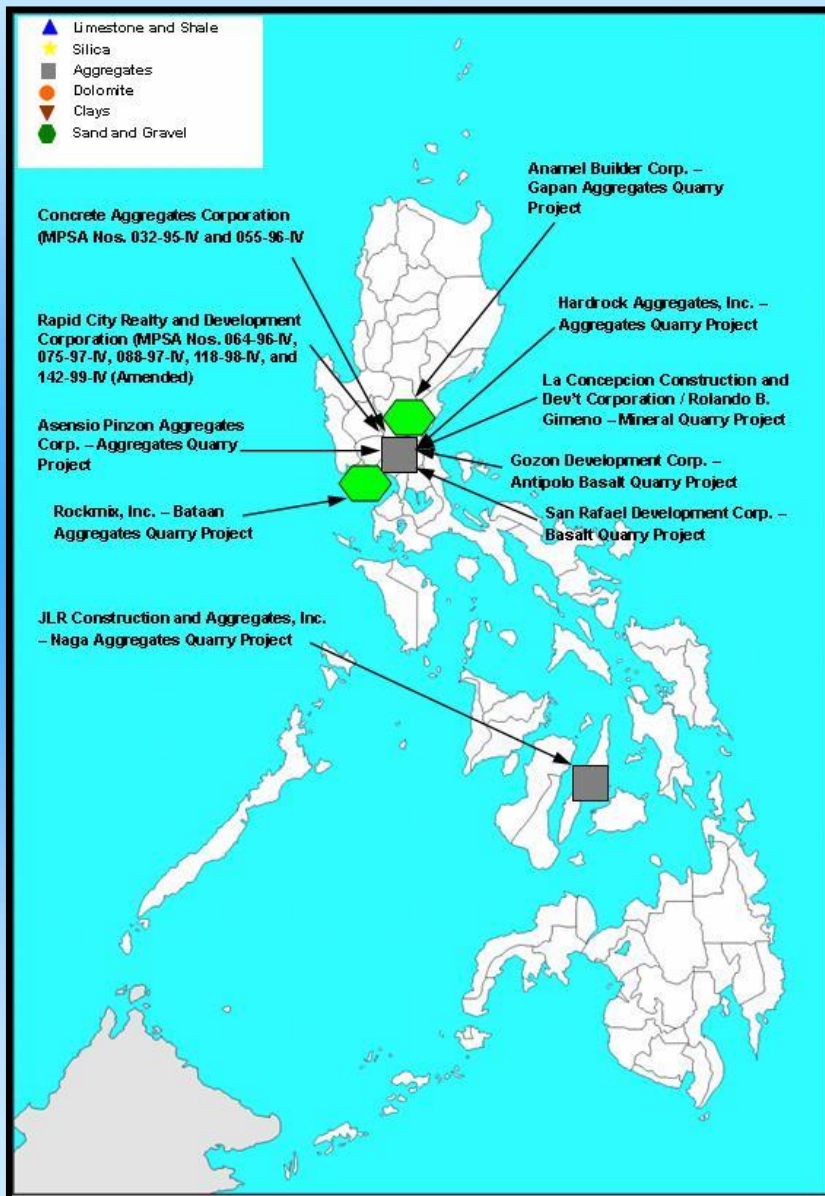 Limestone and Shale
Silica
Aggregates
Dolomite
Clays
Sand and Gravel
Anamel Builder Corp. –
Gapan Aggregates Quarry
Project
Concrete Aggregates Corporation
(MPSA Nos. 032-95-IV and 055-96-IV
Hardrock Aggregates, Inc. –
Aggregates Quarry Project
Rapid City Realty and Development
Corporation (MPSA Nos. 064-96-IV,
075-97-IV, 088-97-IV, 118-98-IV, and
142-99-IV (Amended)
La Concepcion Construction and
Dev't Corporation / Rolando B.
Gimeno – Mineral Quarry Project
Asensio Pinzon Aggregates
Corp. – Aggregates Quarry
Project
Gozon Development Corp. –
Antipolo Basalt Quarry Project
Rockmix, Inc. – Bataan
Aggregates Quarry Project
San Rafael Development Corp. –
Basalt Quarry Project
JLR Construction and Aggregates, Inc.
– Naga Aggregates Quarry Project